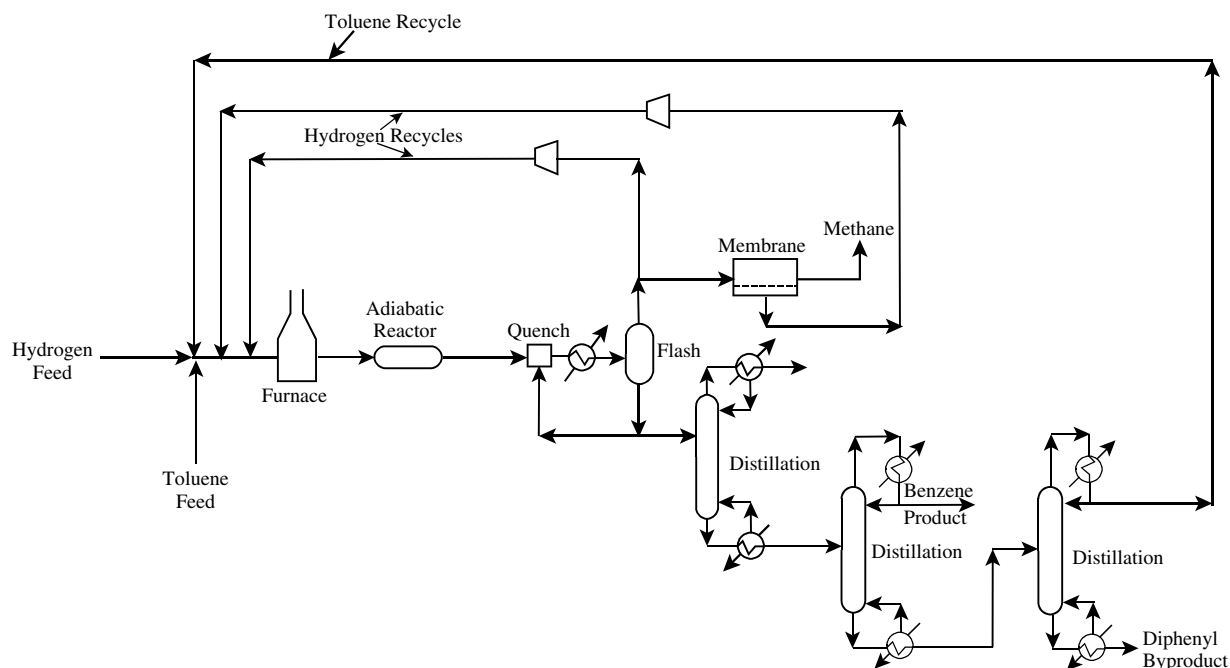 Toluene Recycle
Hydrogen Recycles
Methane
Membrane
Adiabatic
Reactor
Quench
Flash
Hydrogen
Feed
Furnace
Toluene
Feed
Distillation
Benzene
Product
Distillation
Distillation
Diphenyl
Byproduct